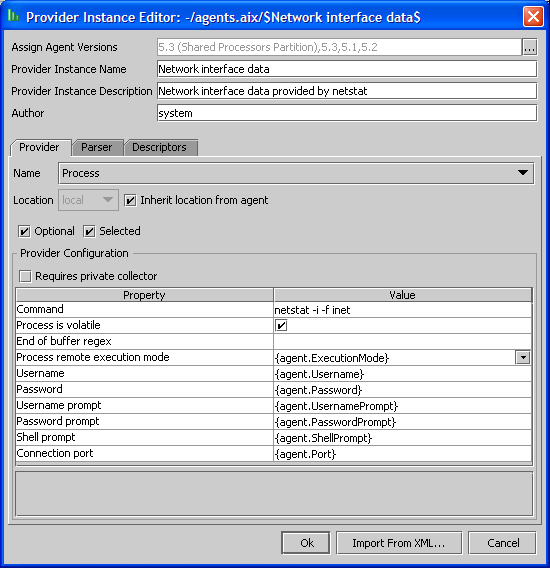 Provider Instance Editor: -/agents.aix/$Network interface data$
Assign Agent Versions 5.3 (Shared Processors Partition),5.3,5.1,5.2 ...
Provider Instance Name Network interface data
Provider Instance Description Network interface data provided by netstat
Author system
Provider Parser Descriptors
Name Process
Location local Inherit location from agent
Optional Selected
Provider Configuration
Requires private collector
Property Value
Command netstat -i -f inet
Process is volatile
End of buffer regex
Process remote execution mode {agent.ExecutionMode}
Username {agent.Username}
Password {agent.Password}
Username prompt {agent.UsernamePrompt}
Password prompt {agent.PasswordPrompt}
Shell prompt {agent.ShellPrompt}
Connection port {agent.Port}
Ok Import From XML... Cancel